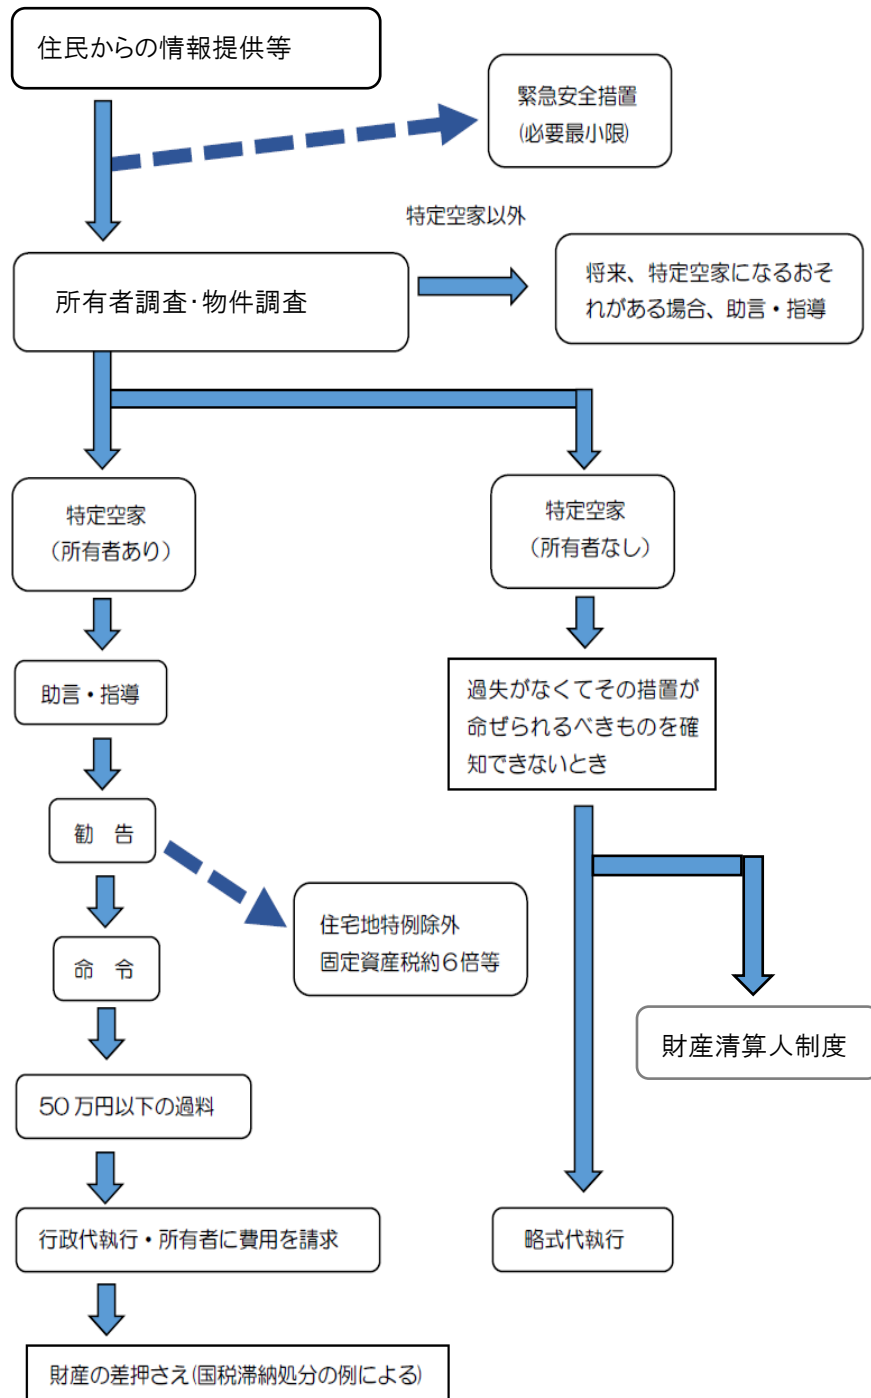 住民からの情報提供等
緊急安全措置
(必要最小限)
特定空家以外
所有者調査・物件調査
将来、特定空家になるおそ
れがある場合、助言・指導
特定空家
（所有者あり）
特定空家
（所有者なし）
助言・指導
過失がなくてその措置が
命ぜられるべきものを確
知できないとき
勧　告
住宅地特例除外
固定資産税約６倍等
命　令
財産清算人制度
50 万円以下の過料
行政代執行・所有者に費用を請求
略式代執行
財産の差押さえ(国税滞納処分の例による)